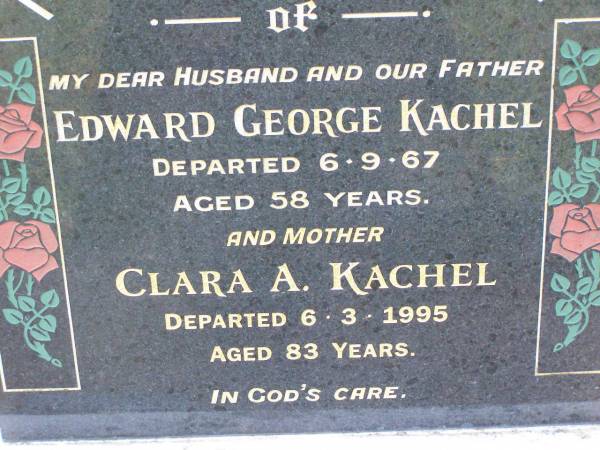 OF
MY DEAR HUSBAND AND OUR FATHER
EDWARD GEORGE KACHEL
DEPARTED 6·9·67
AGED 58 YEARS.
AND MOTHER
CLARA A. KACHEL
DEPARTED 6·3·1995
AGED 83 YEARS.
IN GOD'S CARE.